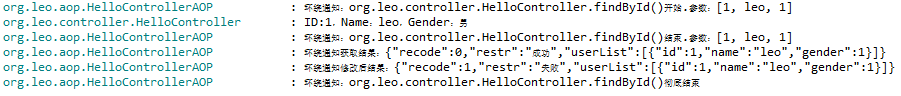 org.leo.aop.HelloControllerAOP : 环绕通知：org.leo.controller.HelloController.findById()开始.参数：[1, leo, 1]
org.leo.controller.HelloController : ID:1，Name：leo，Gender：男
org.leo.aop.HelloControllerAOP : 环绕通知：org.leo.controller.HelloController.findById()结束.参数：[1, leo, 1]
org.leo.aop.HelloControllerAOP : 环绕通知获取结果：{"recode":0,"restr":"成功","userList":[{"id":1,"name":"leo","gender":1}]}
org.leo.aop.HelloControllerAOP : 环绕通知修改后结果：{"recode":1,"restr":"失败","userList":[{"id":1,"name":"leo","gender":1}]}
org.leo.aop.HelloControllerAOP : 环绕通知：org.leo.controller.HelloController.findById()彻底结束